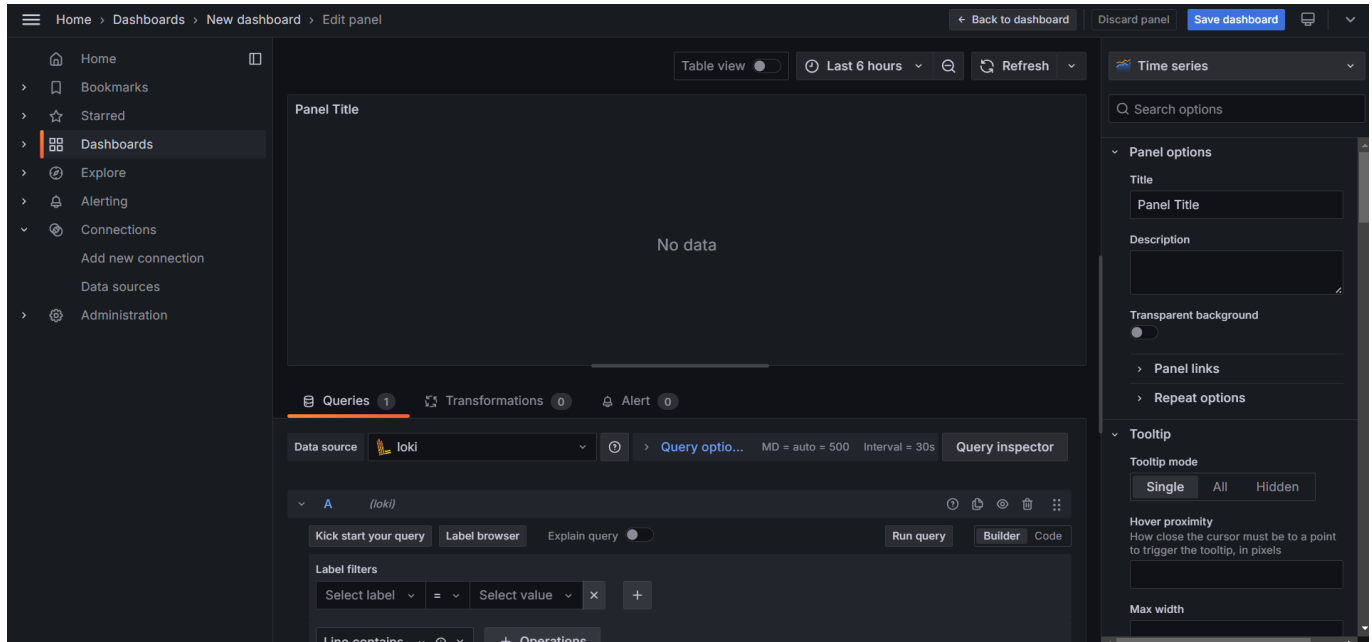 Home › Dashboards › New dashboard › Edit panel
← Back to dashboard
Discard panel
Save dashboard
Home
Bookmarks
Starred
Dashboards
Explore
Alerting
Connections
Add new connection
Data sources
Administration
Table view
Last 6 hours
Refresh
Panel Title
No data
Queries 1
Transformations 0
Alert 0
Data source
loki
Query optio...
MD = auto = 500
Interval = 30s
Query inspector
A
(loki)
Kick start your query
Label browser
Explain query
Run query
Builder
Code
Label filters
Select label
=
Select value
Line contains
+ Operations
Time series
Search options
Panel options
Title
Panel Title
Description
Transparent background
Panel links
Repeat options
Tooltip
Tooltip mode
Single
All
Hidden
Hover proximity
How close the cursor must be to a point
to trigger the tooltip, in pixels
Max width